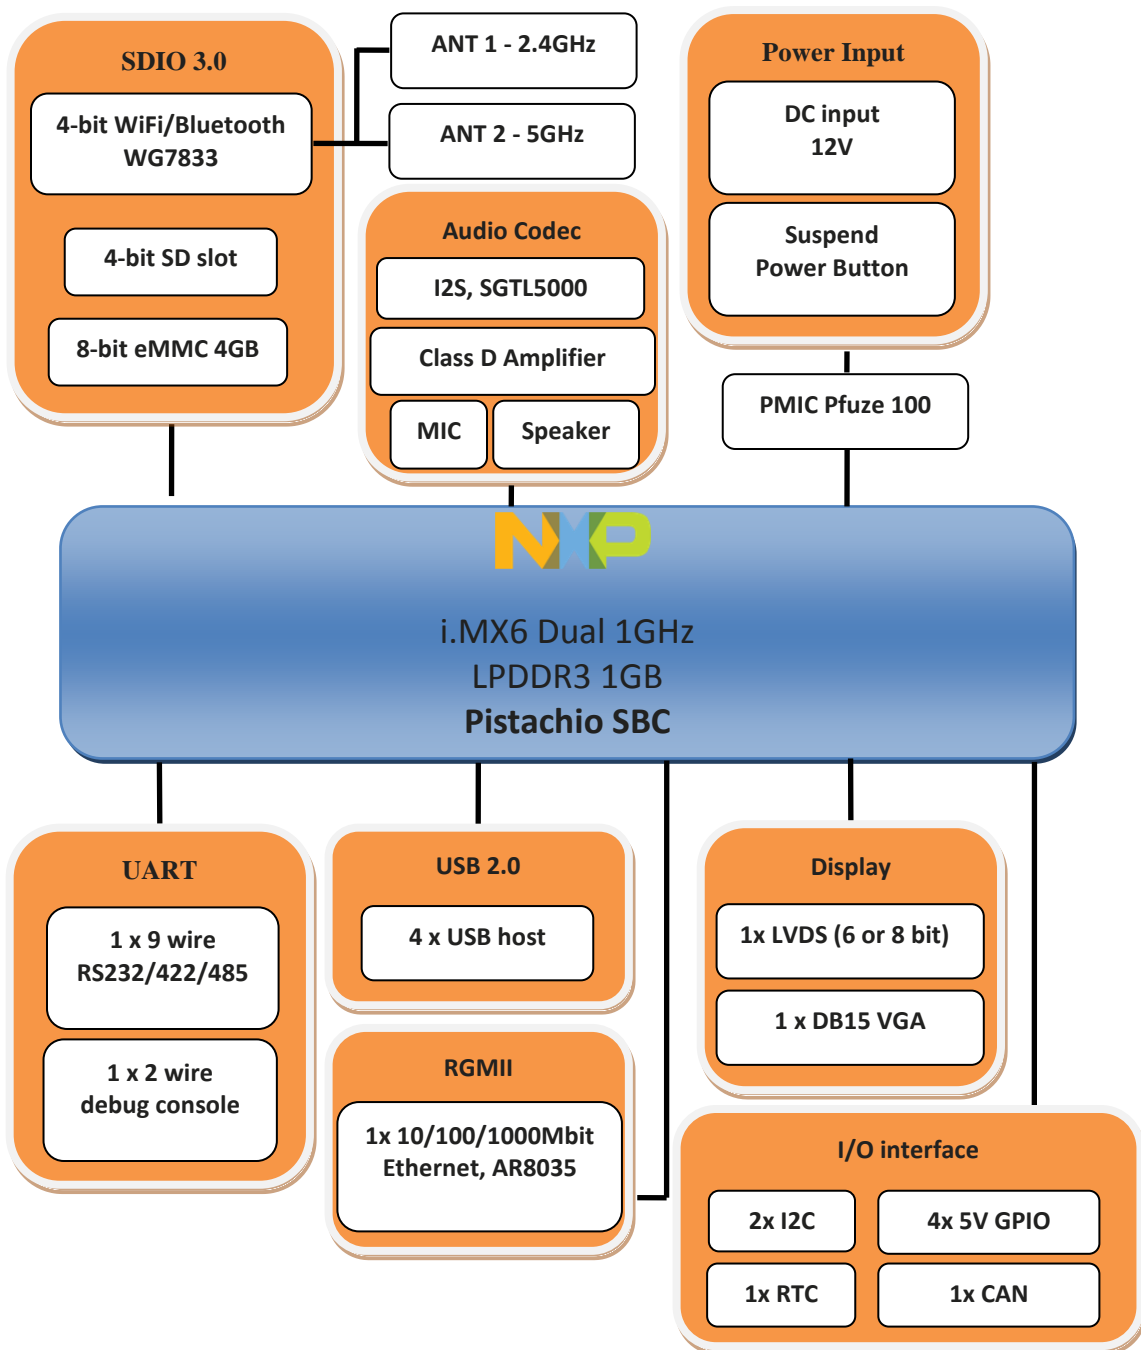 SDIO 3.0
4-bit WiFi/Bluetooth
WG7833
4-bit SD slot
8-bit eMMC 4GB
ANT 1 - 2.4GHz
ANT 2 - 5GHz
Audio Codec
I2S, SGTL5000
Class D Amplifier
MIC
Speaker
Power Input
DC input
12V
Suspend
Power Button
PMIC Pfuze 100
NXP
i.MX6 Dual 1GHz
LPDDR3 1GB
Pistachio SBC
UART
1 x 9 wire
RS232/422/485
1 x 2 wire
debug console
USB 2.0
4 x USB host
RGMII
1x 10/100/1000Mbit
Ethernet, AR8035
Display
1x LVDS (6 or 8 bit)
1 x DB15 VGA
I/O interface
2x I2C
4x 5V GPIO
1x RTC
1x CAN